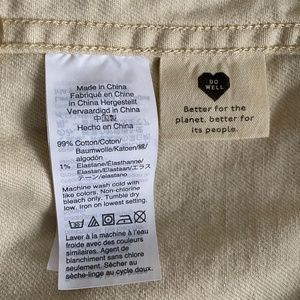 Made in China
Fabriqué en Chine
In China Hergestellt
Vervaardigd in China
中国製
Hecho en China
99% Cotton/Coton/
Baumwolle/Katoen/綿/
algodón
1% Elastane/Elasthanne/
Elastan/Elastaan/エラス
テーン/elastano
Machine wash cold with
like colors. Non-chlorine
bleach only. Tumble dry
low. Iron on lowest setting.
Laver à la machine à l'eau
froide avec des couleurs
similaires. Agent de
blanchiment sans chlore
seulement. Sécher au
sèche-linge au cycle doux.
DO
WELL
Better for the
planet, better for
its people.